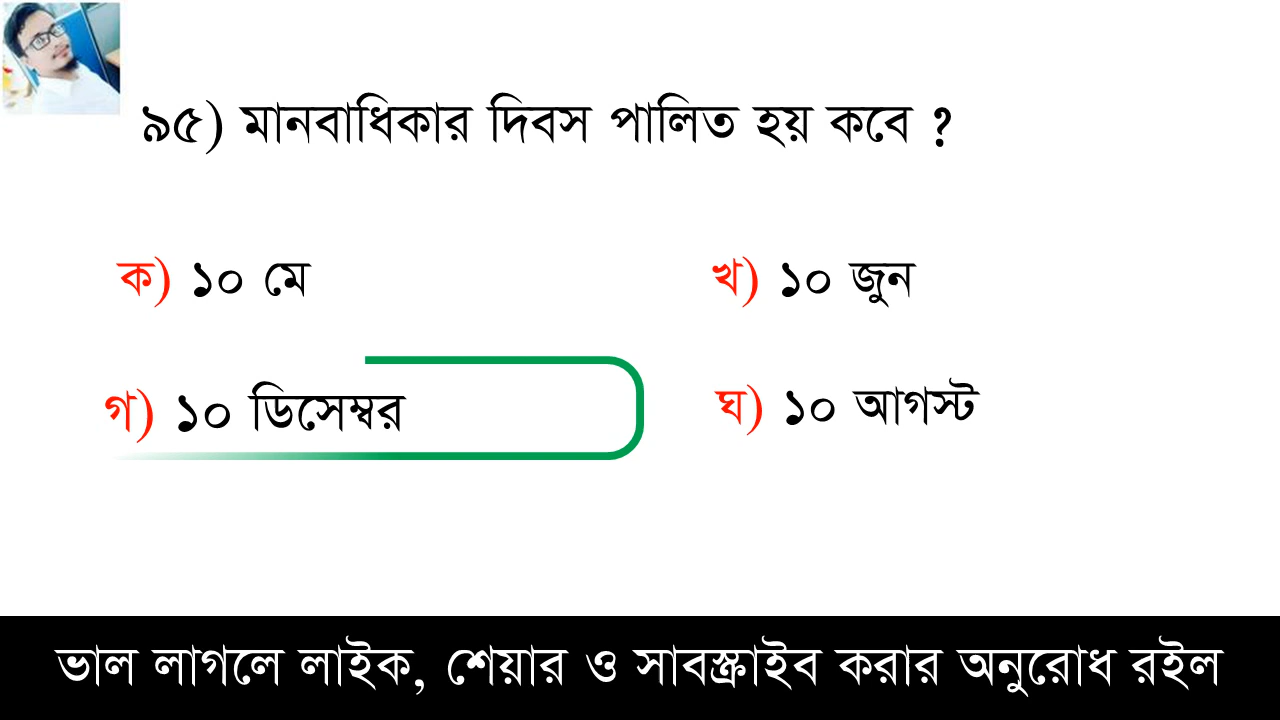 ৯৫) মানবাধিকার দিবস পালিত হয় কবে ?
ক) ১০ মে
খ) ১০ জুন
গ) ১০ ডিসেম্বর
ঘ) ১০ আগস্ট
ভাল লাগলে লাইক, শেয়ার ও সাবস্ক্রাইব করার অনুরোধ রইল